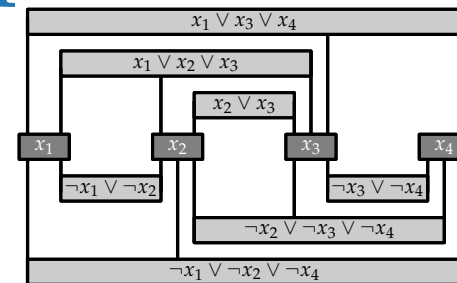 x₁ ∨ x₃ ∨ x₄
x₁ ∨ x₂ ∨ x₃
x₂ ∨ x₃
x₁ x₂ x₃ x₄
¬x₁ ∨ ¬x₂ ¬x₃ ∨ ¬x₄
¬x₂ ∨ ¬x₃ ∨ ¬x₄
¬x₁ ∨ ¬x₂ ∨ ¬x₄